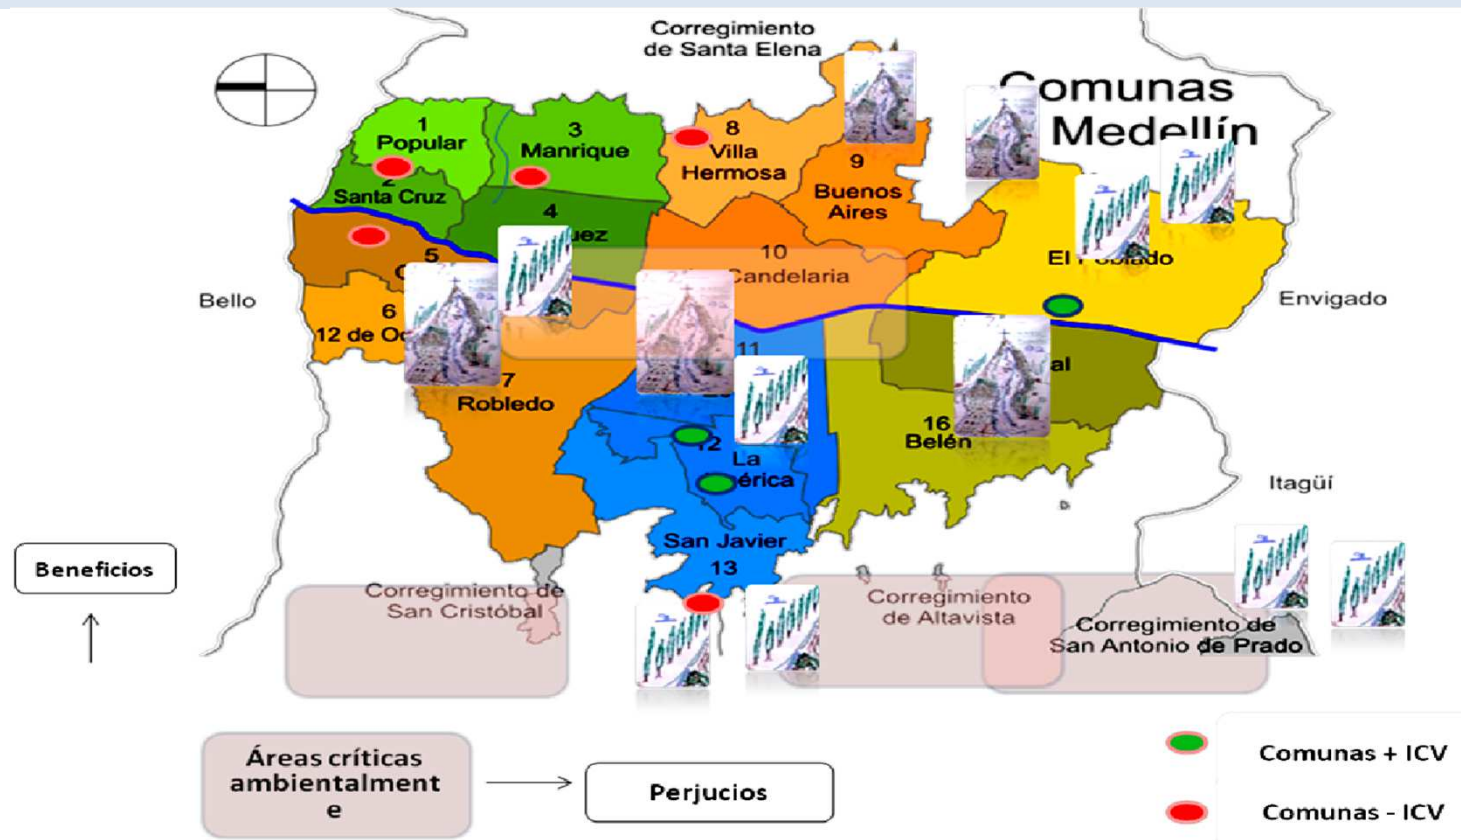 Corregimiento
de Santa Elena
Comunas
Medellín
1
Popular
3
Manrique
8
Villa
Hermosa
9
Buenos
Aires
2
Santa Cruz
4
10
Candelaria
5
El Poblado
Bello
Envigado
6
12 de Oc
11
7
Robledo
16
Belén
12
La
érica
Itagüí
San Javier
13
Corregimiento de
San Cristóbal
Corregimiento
de Altavista
Corregimiento de
San Antonio de Prado
Beneficios
Áreas críticas
ambientalment
e
Perjucios
Comunas + ICV
Comunas - ICV